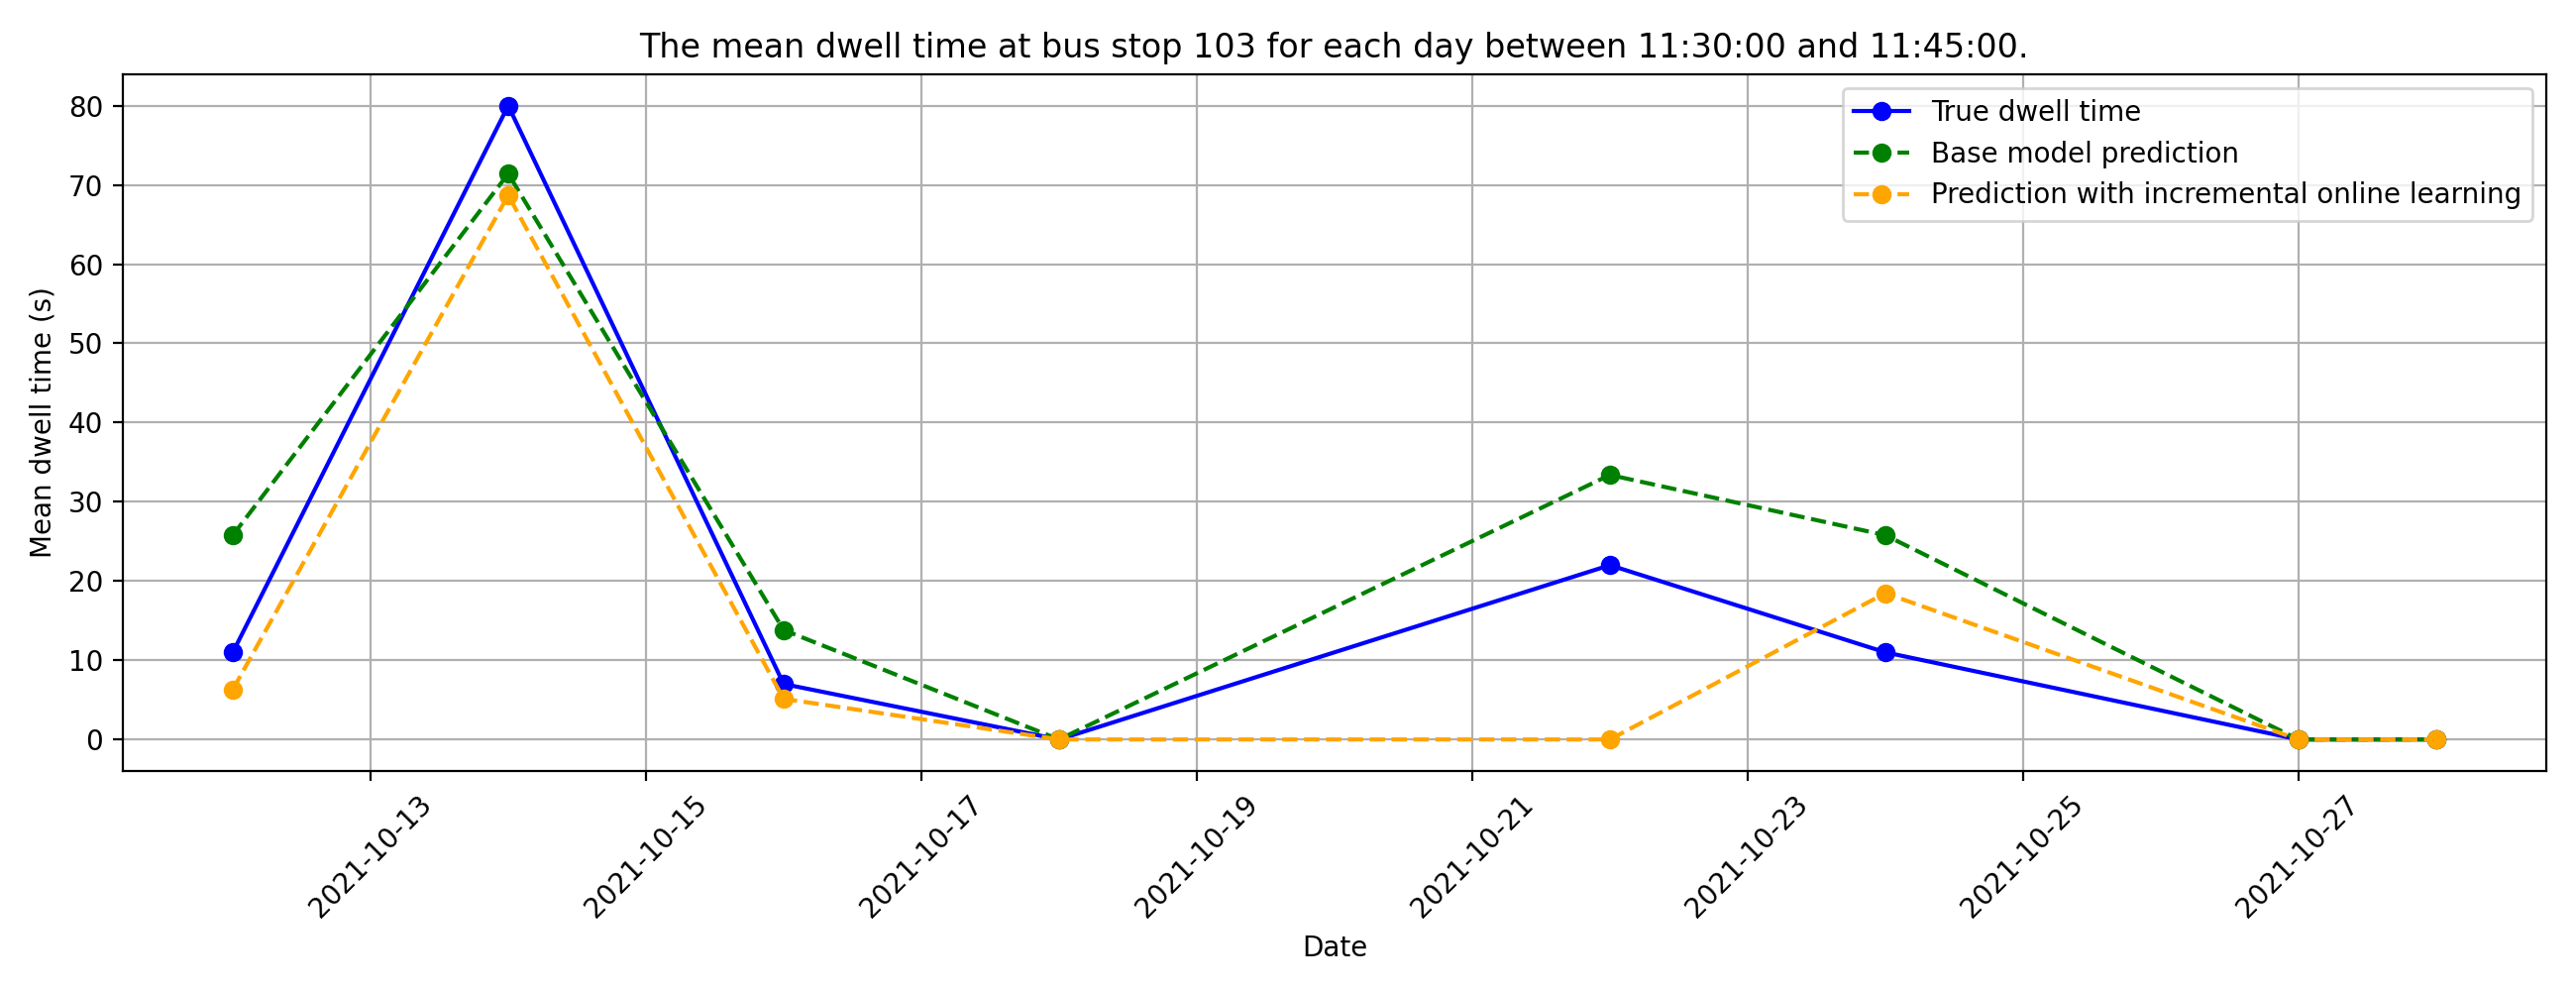 The mean dwell time at bus stop 103 for each day between 11:30:00 and 11:45:00.
True dwell time
Base model prediction
Prediction with incremental online learning
Mean dwell time (s)
80
70
60
50
40
30
20
10
0
2021-10-13
2021-10-15
2021-10-17
2021-10-19
2021-10-21
2021-10-23
2021-10-25
2021-10-27
Date